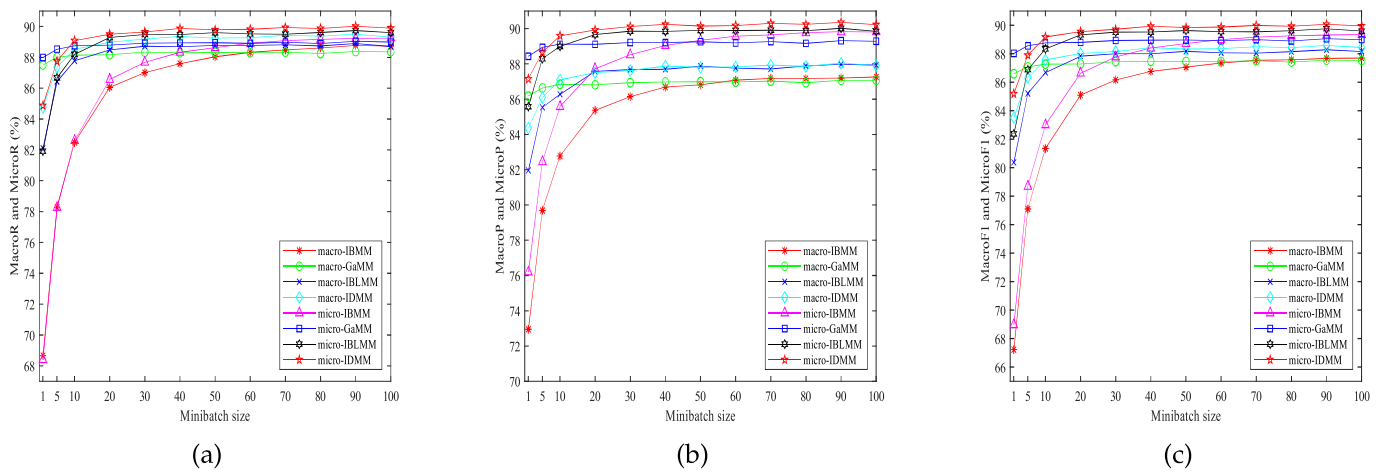 MacroR and MicroR (%)
90
88
86
84
82
80
78
76
74
72
70
68
macro-IBMM
macro-GaMM
macro-IBLMM
macro-IDMM
micro-IBMM
micro-GaMM
micro-IBLMM
micro-IDMM
1 5 10 20 30 40 50 60 70 80 90 100
Minibatch size
(a)
MacroP and MicroP (%)
90
88
86
84
82
80
78
76
74
72
70
macro-IBMM
macro-GaMM
macro-IBLMM
macro-IDMM
micro-IBMM
micro-GaMM
micro-IBLMM
micro-IDMM
1 5 10 20 30 40 50 60 70 80 90 100
Minibatch size
(b)
MacroF1 and MicroF1 (%)
90
88
86
84
82
80
78
76
74
72
70
68
66
macro-IBMM
macro-GaMM
macro-IBLMM
macro-IDMM
micro-IBMM
micro-GaMM
micro-IBLMM
micro-IDMM
1 5 10 20 30 40 50 60 70 80 90 100
Minibatch size
(c)